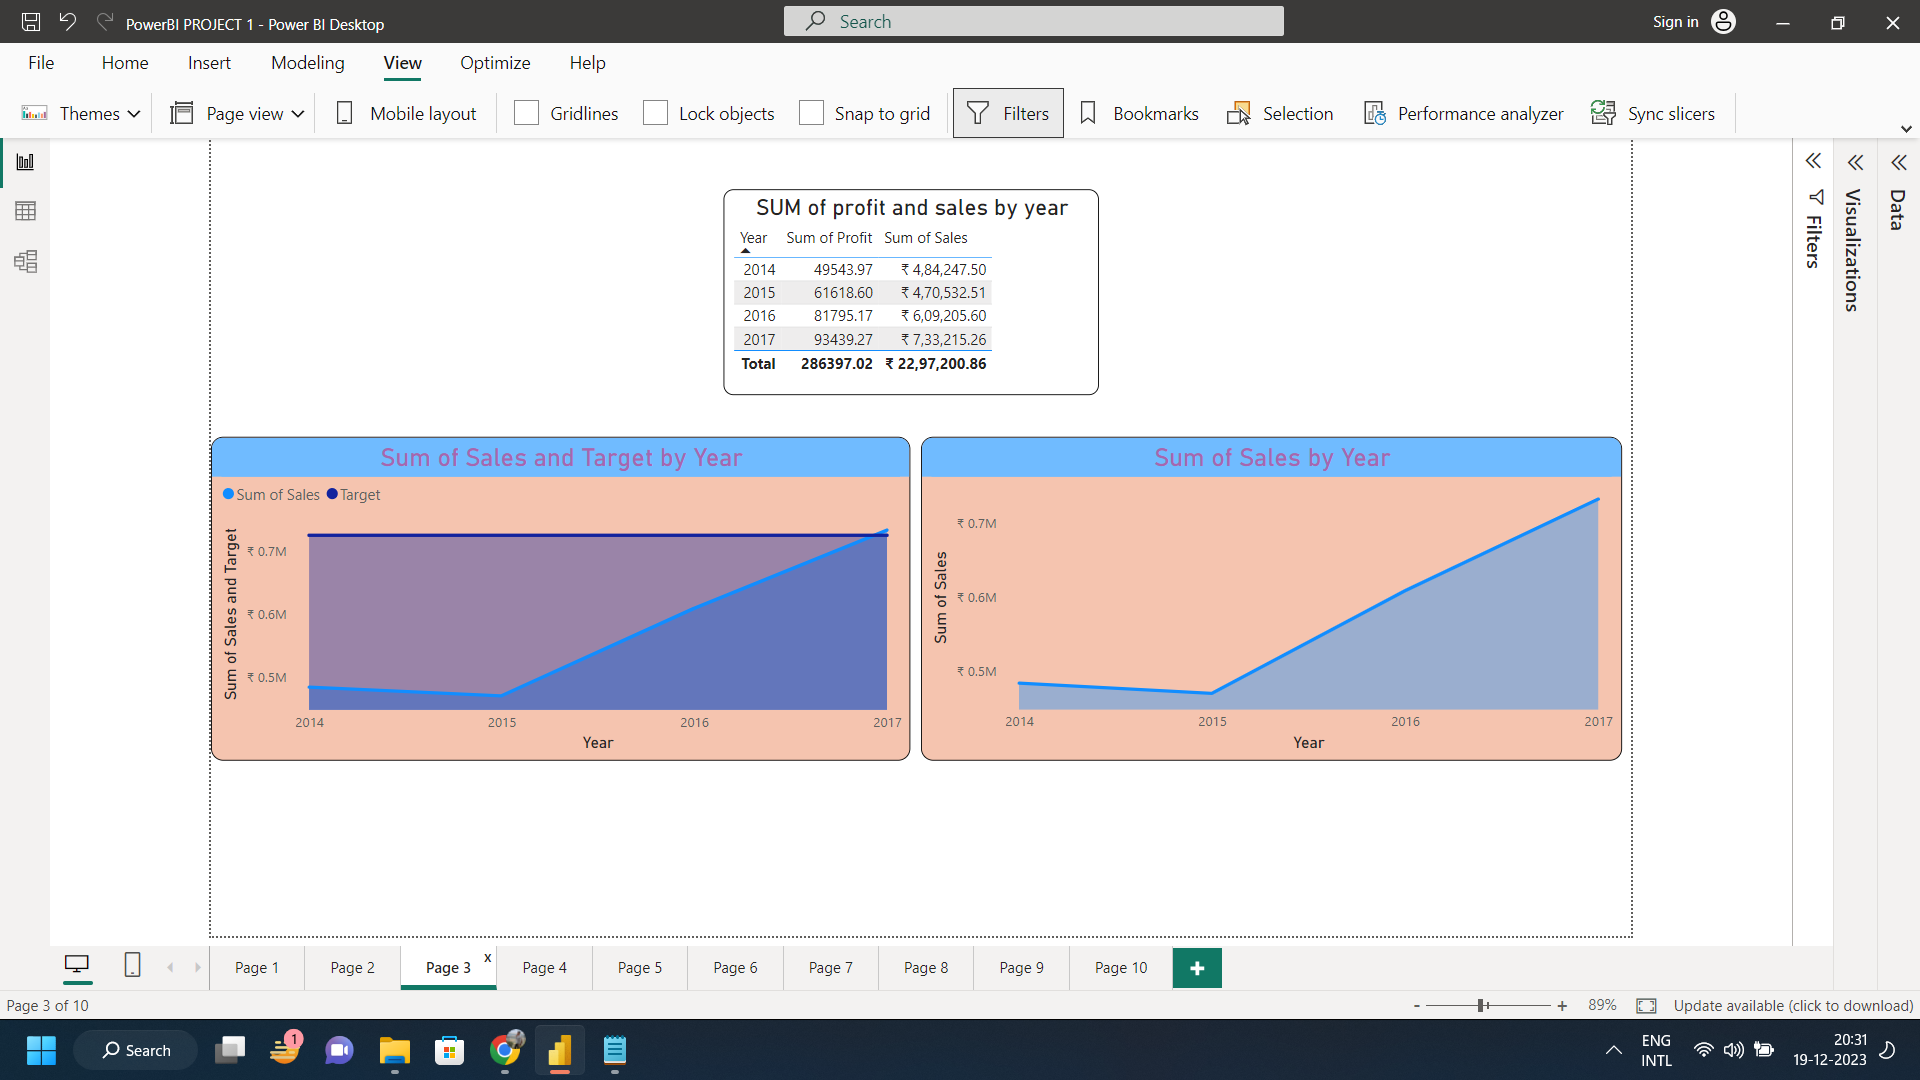 PowerBI PROJECT 1 - Power BI Desktop
Search
Sign in
File Home Insert Modeling View Optimize Help
Themes Page view Mobile layout Gridlines Lock objects Snap to grid Filters Bookmarks Selection Performance analyzer Sync slicers
Filters
Visualizations
Data
SUM of profit and sales by year
Year Sum of Profit Sum of Sales
2014 49543.97 ₹ 4,84,247.50
2015 61618.60 ₹ 4,70,532.51
2016 81795.17 ₹ 6,09,205.60
2017 93439.27 ₹ 7,33,215.26
Total 286397.02 ₹ 22,97,200.86
Sum of Sales and Target by Year
Sum of Sales Target
Sum of Sales and Target
₹ 0.7M
₹ 0.6M
₹ 0.5M
2014 2015 2016 2017
Year
Sum of Sales by Year
Sum of Sales
₹ 0.7M
₹ 0.6M
₹ 0.5M
2014 2015 2016 2017
Year
Page 1 Page 2 Page 3 x Page 4 Page 5 Page 6 Page 7 Page 8 Page 9 Page 10 +
Page 3 of 10
- + 89% Update available (click to download)
Search
1
ENG
INTL
20:31
19-12-2023